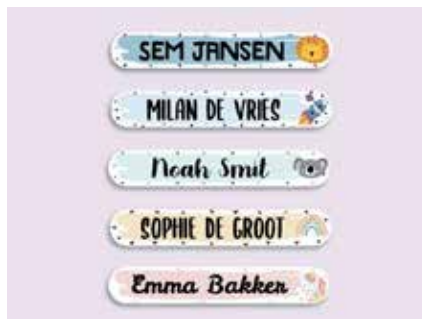 SEM JANSEN
MILAN DE VRIES
Noah Smit
SOPHIE DE GROOT
Emma Bakker